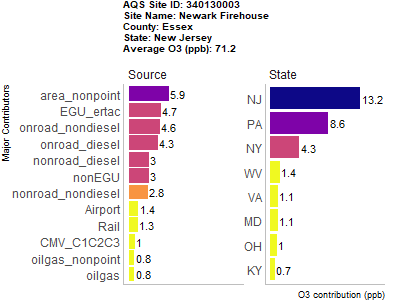 AQS Site ID: 340130003
Site Name: Newark Firehouse
County: Essex
State: New Jersey
Average O3 (ppb): 71.2
Major Contributors
Source
area_nonpoint 5.9
EGU_ertac 4.7
onroad_nondiesel 4.6
onroad_diesel 4.3
nonroad_diesel 3
nonEGU 3
nonroad_nondiesel 2.8
Airport 1.4
Rail 1.3
CMV_C1C2C3 1
oilgas_nonpoint 0.8
oilgas 0.8
State
NJ 13.2
PA 8.6
NY 4.3
WV 1.4
VA 1.1
MD 1.1
OH 1
KY 0.7
O3 contribution (ppb)